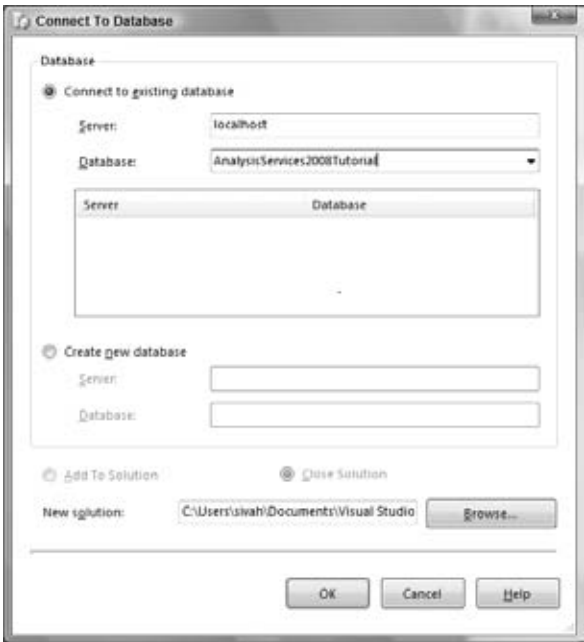 Connect To Database
Database
Connect to existing database
Server: localhost
Database: AnalysisServices2008Tutorial
Server Database
Create new database
Server:
Database:
Add To Solution Close Solution
New solution: C:\Users\sivah\Documents\Visual Studio Browse...
OK Cancel Help